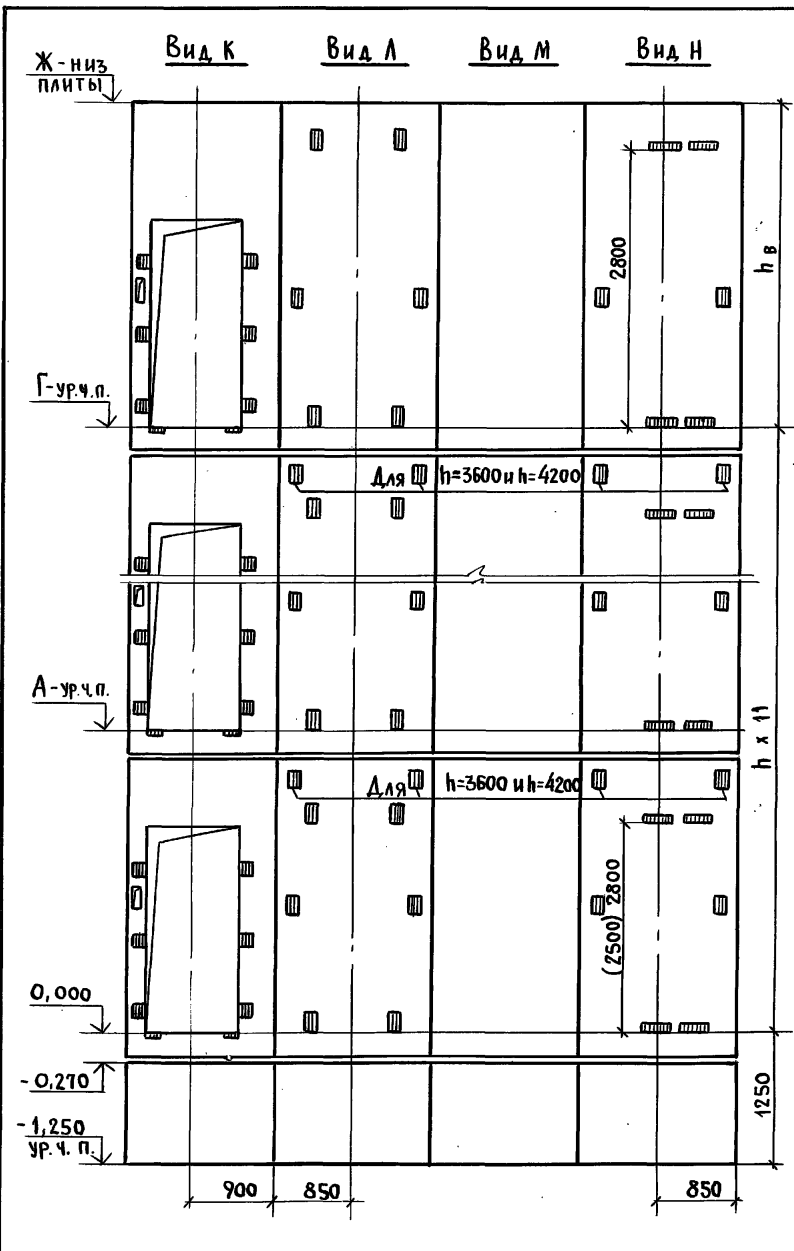 Вид К Вид Л Вид М Вид Н
Ж-низ
плиты
2800
hв
Г-ур.ч.п.
Для h=3600 и h=4200
А-ур.ч.п.
h x 11
Для h=3600 и h=4200
(2500) 2800
0,000
-0,270
-1,250
ур. ч. п.
1250
900 850 850